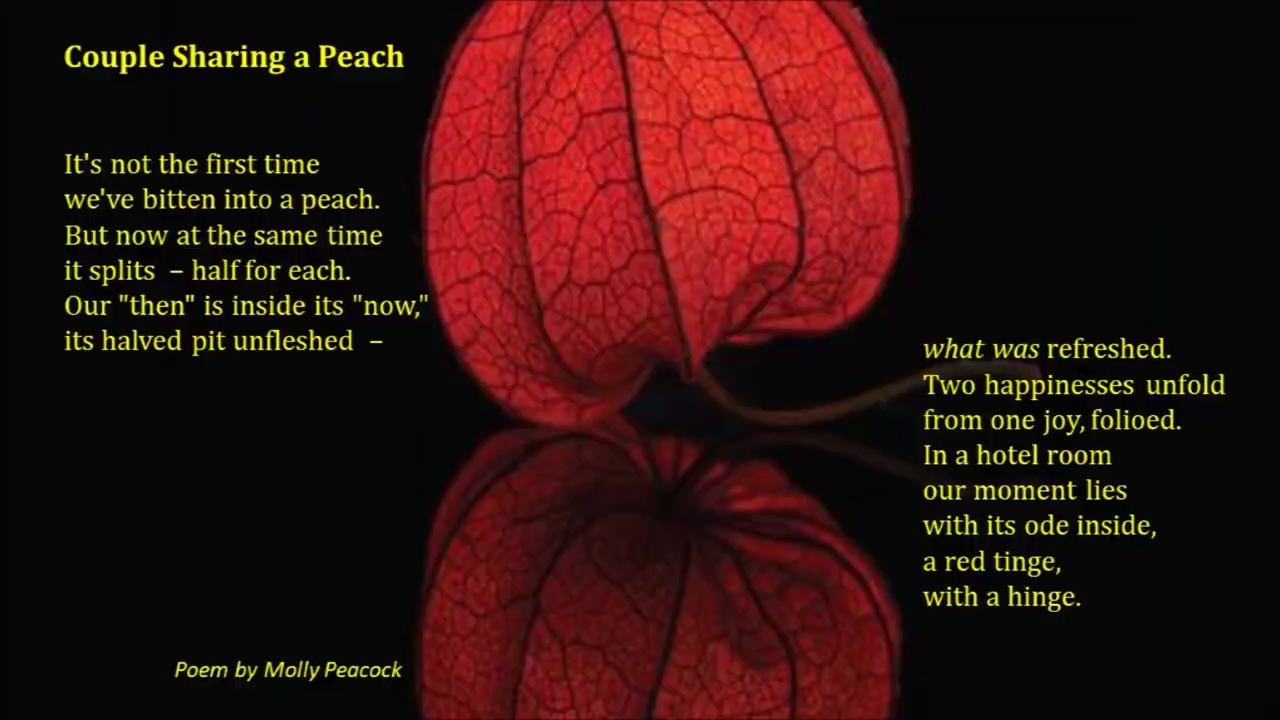 Couple Sharing a Peach
It's not the first time
we've bitten into a peach.
But now at the same time
it splits – half for each.
Our "then" is inside its "now,"
its halved pit unfleshed –
what was refreshed.
Two happinesses unfold
from one joy, folioed.
In a hotel room
our moment lies
with its ode inside,
a red tinge,
with a hinge.
Poem by Molly Peacock